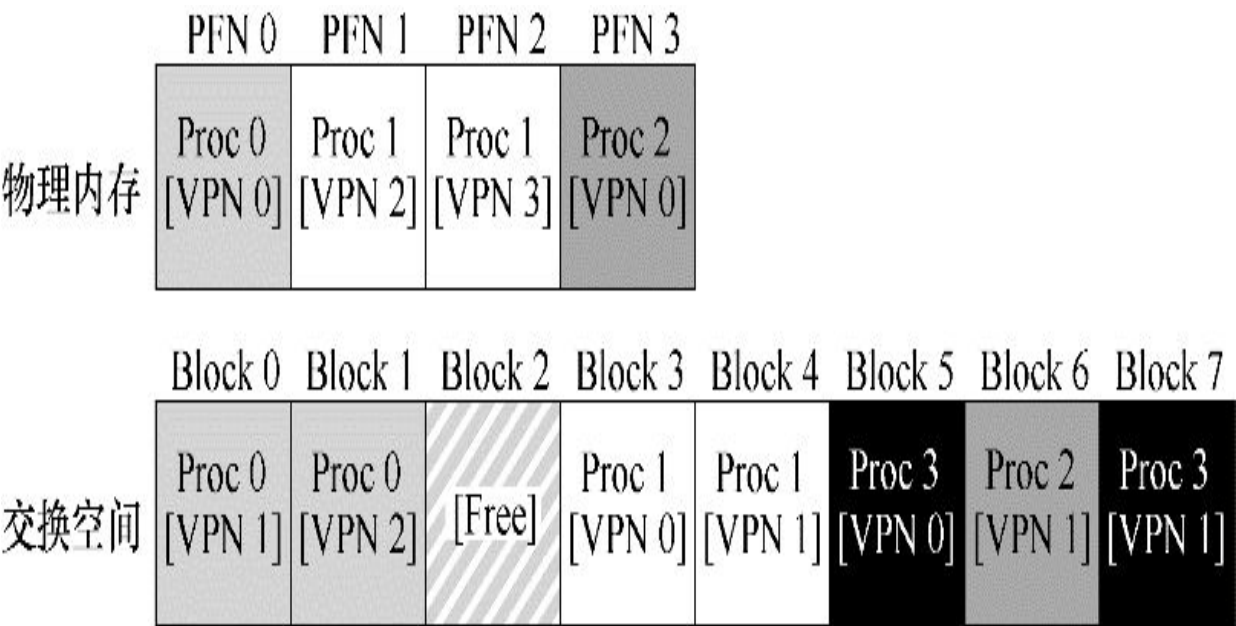 PFN 0 PFN 1 PFN 2 PFN 3
物理内存
Proc 0 Proc 1 Proc 1 Proc 2
[VPN 0] [VPN 2] [VPN 3] [VPN 0]
Block 0 Block 1 Block 2 Block 3 Block 4 Block 5 Block 6 Block 7
交换空间
Proc 0 Proc 0 [Free] Proc 1 Proc 1 Proc 3 Proc 2 Proc 3
[VPN 1] [VPN 2] [VPN 0] [VPN 1] [VPN 0] [VPN 1] [VPN 1]